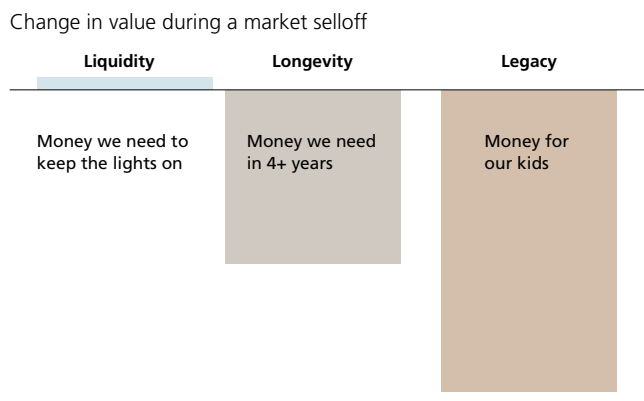 Change in value during a market selloff
Liquidity
Longevity
Legacy
Money we need to
keep the lights on
Money we need
in 4+ years
Money for
our kids